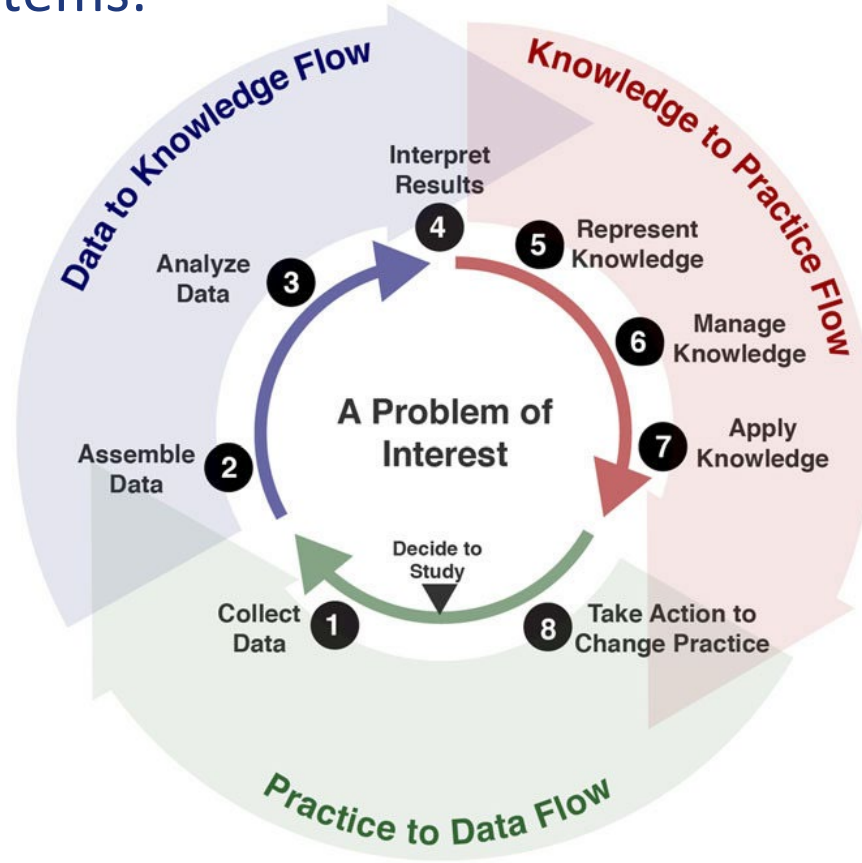 Data to Knowledge Flow
Knowledge to Practice Flow
Interpret
Results
4
5
Represent
Knowledge
Analyze
Data
3
6
Manage
Knowledge
A Problem of
Interest
7
Apply
Knowledge
Assemble
Data
2
Decide to
Study
Collect
Data
1
8
Take Action to
Change Practice
Practice to Data Flow